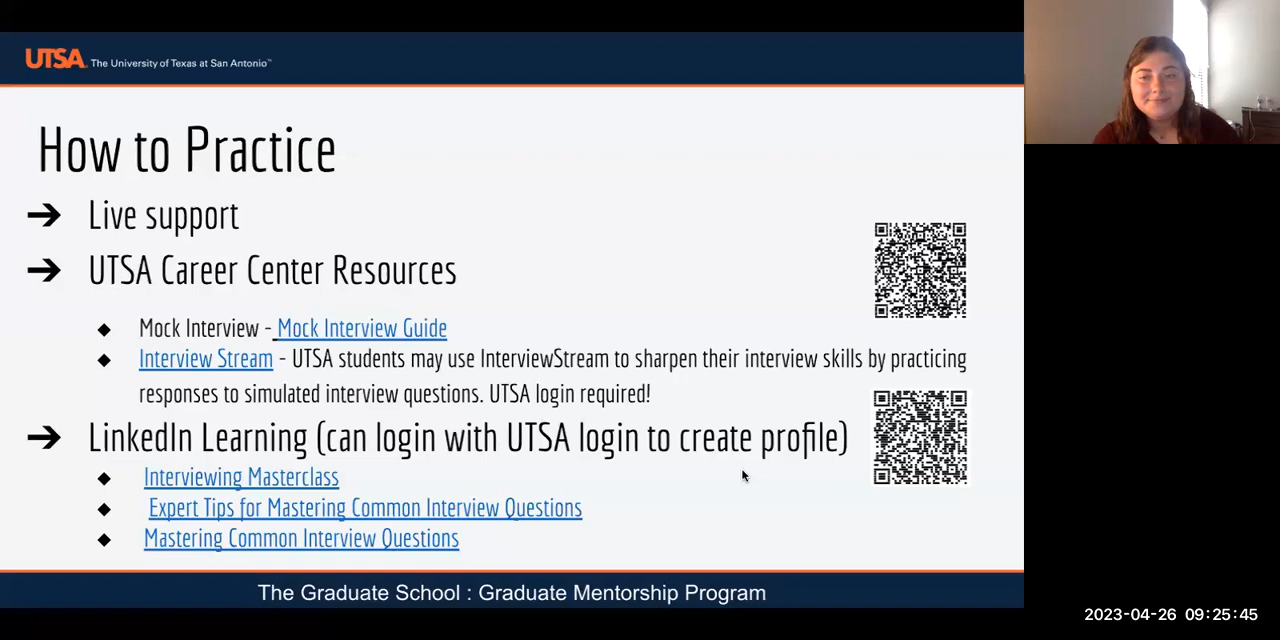 UTSA. The University of Texas at San Antonio™
How to Practice
➔ Live support
➔ UTSA Career Center Resources
◆ Mock Interview - Mock Interview Guide
◆ Interview Stream - UTSA students may use InterviewStream to sharpen their interview skills by practicing
responses to simulated interview questions. UTSA login required!
➔ LinkedIn Learning (can login with UTSA login to create profile)
◆ Interviewing Masterclass
◆ Expert Tips for Mastering Common Interview Questions
◆ Mastering Common Interview Questions
The Graduate School : Graduate Mentorship Program
2023-04-26 09:25:45